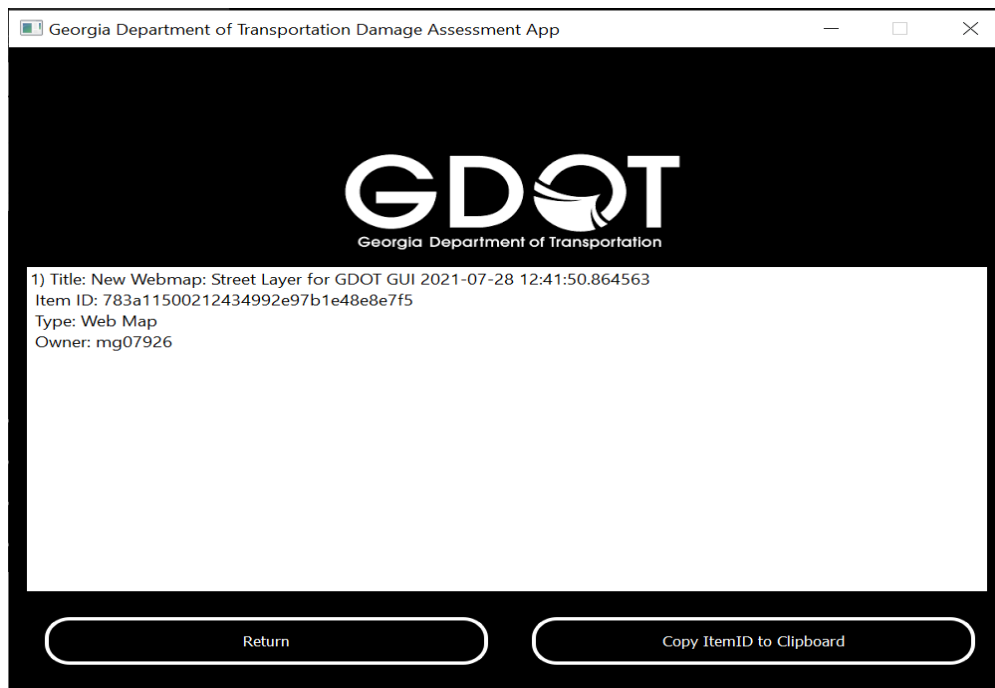 Georgia Department of Transportation Damage Assessment App
GDOT
Georgia Department of Transportation
1) Title: New Webmap: Street Layer for GDOT GUI 2021-07-28 12:41:50.864563
Item ID: 783a11500212434992e97b1e48e8e7f5
Type: Web Map
Owner: mg07926
Return
Copy ItemID to Clipboard